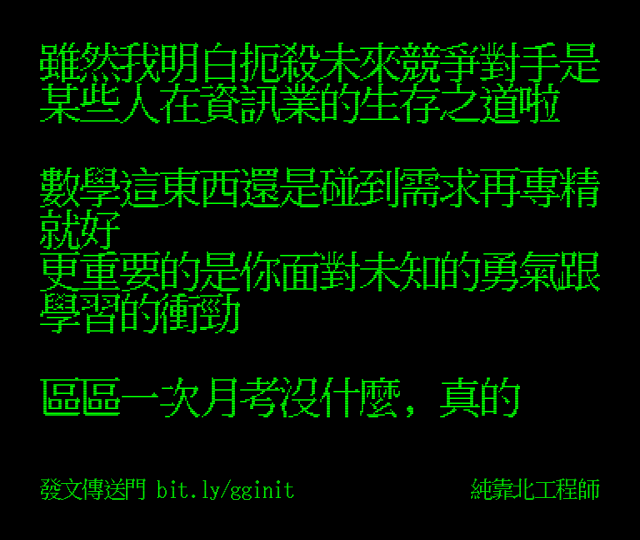 雖然我明白扼殺未來競爭對手是
某些人在資訊業的生存之道啦
數學這東西還是碰到需求再專精
就好
更重要的是你面對未知的勇氣跟
學習的衝勁
區區一次月考沒什麼，真的
發文傳送門 bit.ly/gginit
純靠北工程師